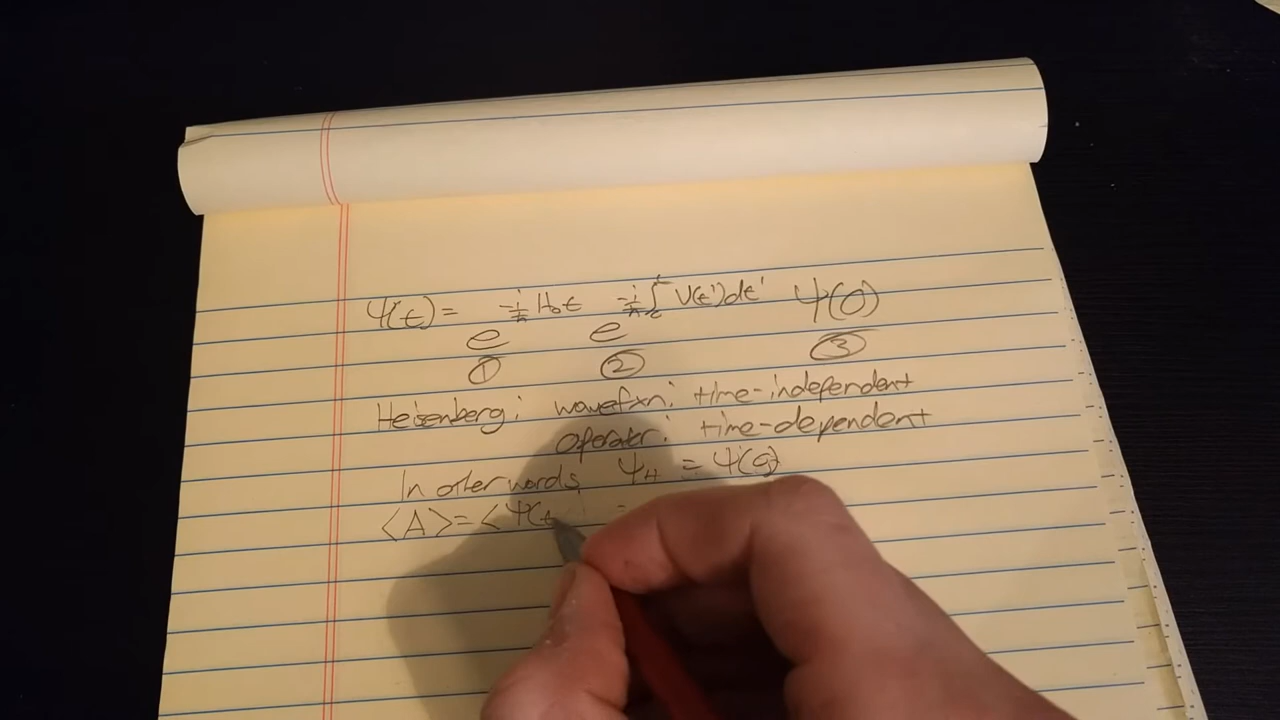 Ψ(t) = e^{-i/ħ H₀t} e^{-i/ħ ∫ᵗ V(t')dt'} Ψ(0)
① ② ③
Heisenberg: wavefxn: time-independent
operator: time-dependent
In other words, Ψ_H = Ψ(0)
⟨A⟩ = ⟨Ψ(t